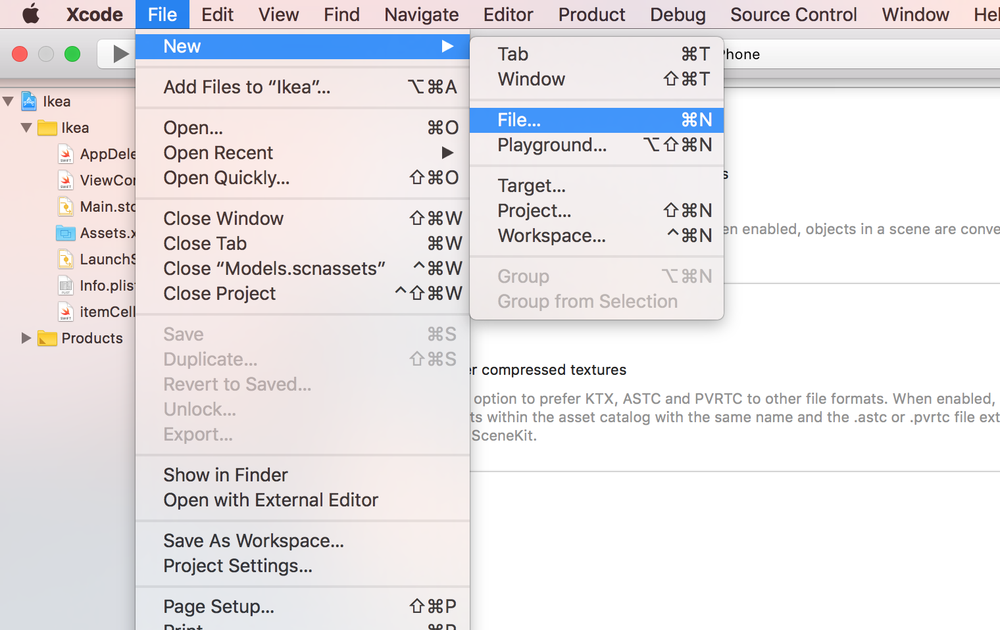 Xcode File Edit View Find Navigate Editor Product Debug Source Control Window Hel
New
Add Files to “Ikea”... ⌥⌘A
Open... ⌘O
Open Recent
Open Quickly... ⇧⌘O
Close Window ⇧⌘W
Close Tab ⌘W
Close “Models.scnassets” ^⌘W
Close Project ^⇧⌘W
Save ⌘S
Duplicate... ⇧⌘S
Revert to Saved...
Unlock...
Export...
Show in Finder
Open with External Editor
Save As Workspace...
Project Settings...
Page Setup... ⇧⌘P
Print ⌘P
Tab ⌘T
Window ⇧⌘T
File... ⌘N
Playground... ⌥⇧⌘N
Target...
Project... ⇧⌘N
Workspace... ^⌘N
Group ⌥⌘N
Group from Selection
Ikea
Ikea
AppDele
ViewCon
Main.sto
Assets.x
LaunchS
Info.plist
itemCell
Products
Phone
s
en enabled, objects in a scene are conve
er compressed textures
option to prefer KTX, ASTC and PVRTC to other file formats. When enabled,
ts within the asset catalog with the same name and the .astc or .pvrtc file ext
SceneKit.